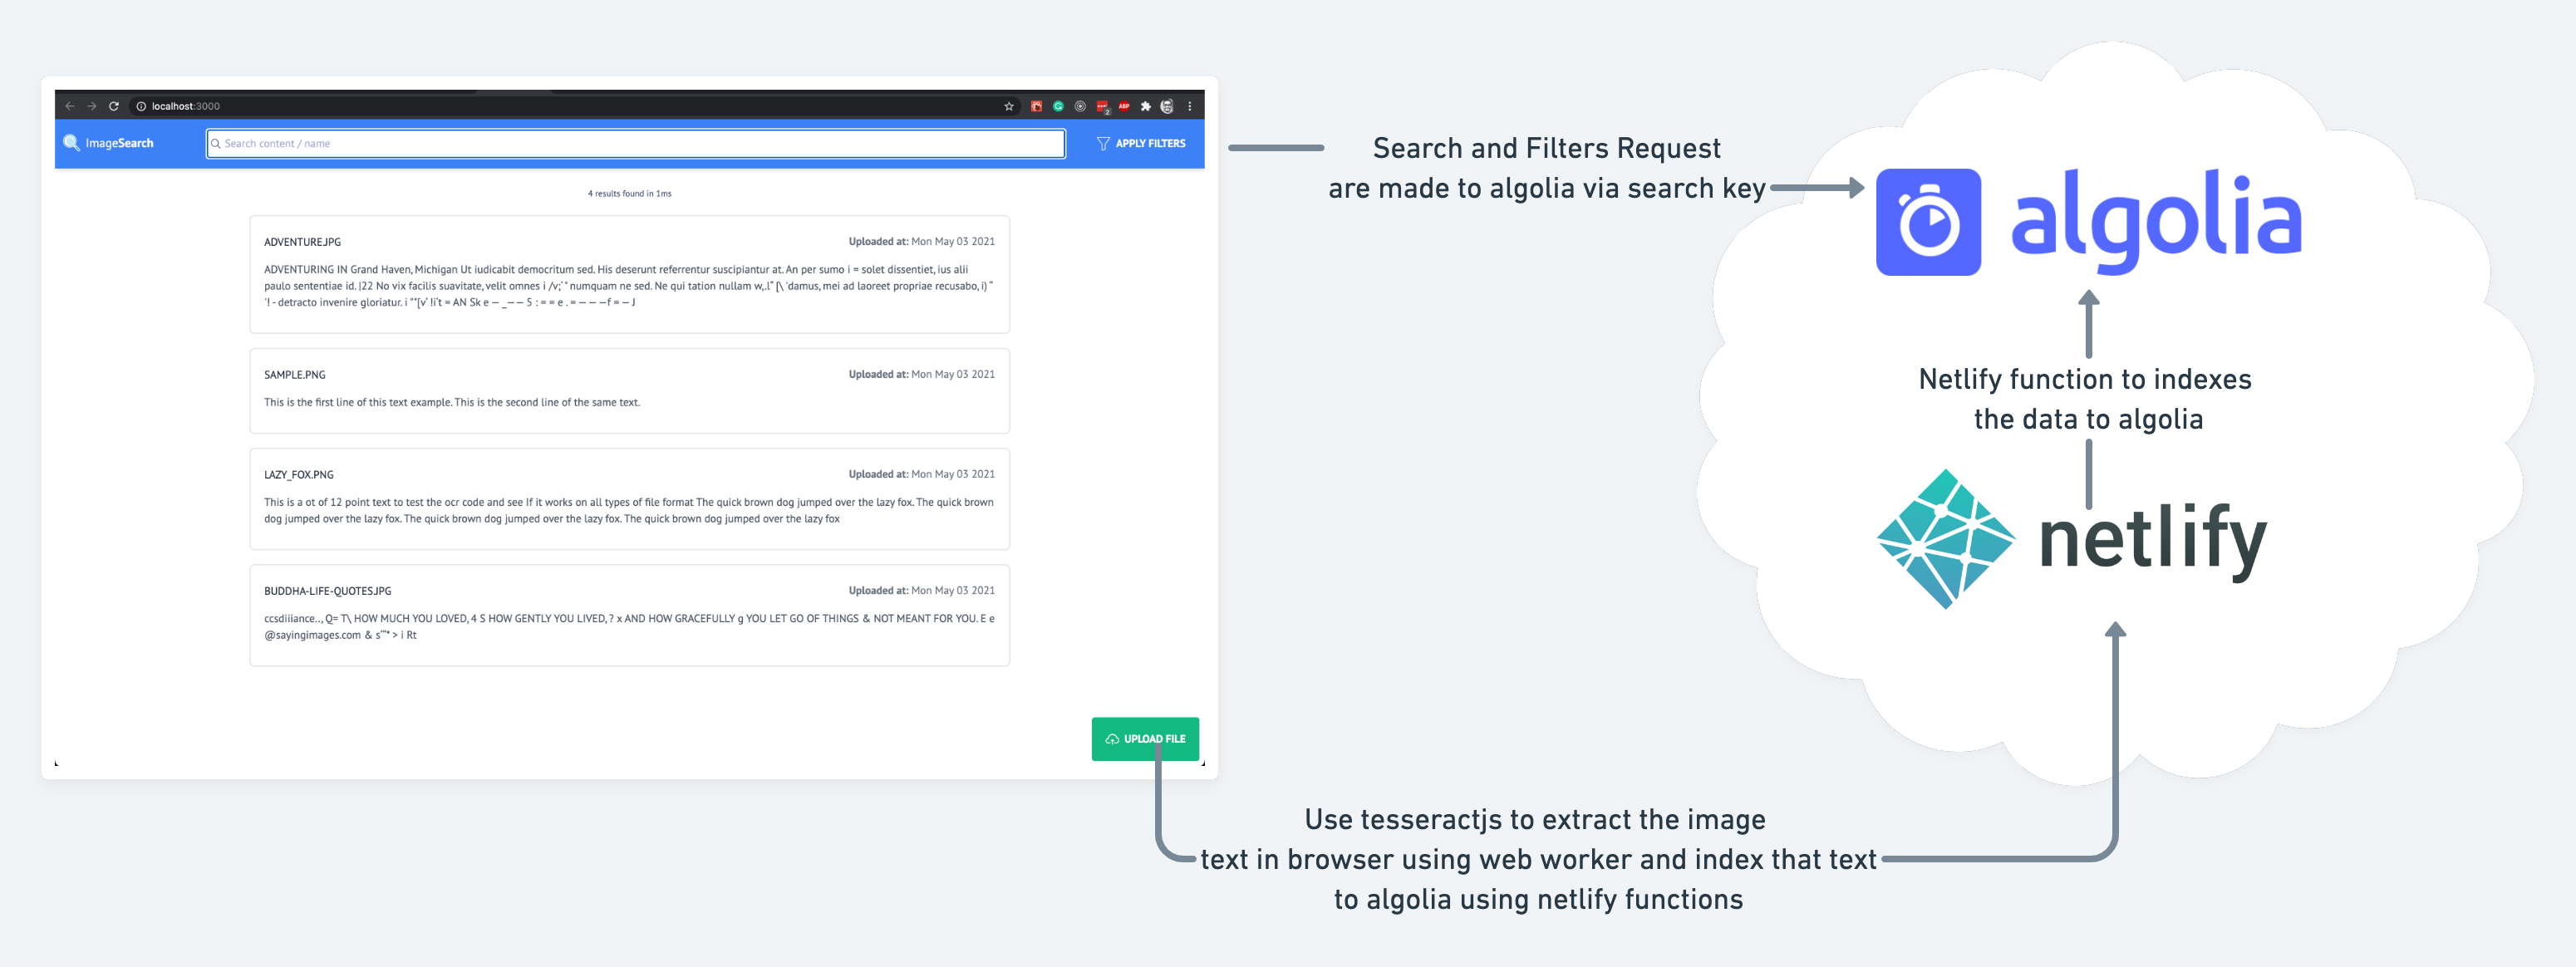 localhost:3000
ImageSearch
Search content / name
APPLY FILTERS
4 results found in 1ms
ADVENTURE.JPG
Uploaded at: Mon May 03 2021
ADVENTURING IN Grand Haven, Michigan Ut iudicabit democritum sed. His deserunt referrentur suscipiantur at. An per sumo i = solet dissentiet, ius alii
paulo sententiae id. |22 No vix facilis suavitate, velit omnes i /v;' " numquam ne sed. Ne qui tation nullam w,.l" [\ 'damus, mei ad laoreet propriae recusabo, i) "
'! - detracto invenire gloriatur. i ""[v' !i't = AN Sk e — _—— 5 : = = e . = — — —f = — J
SAMPLE.PNG
Uploaded at: Mon May 03 2021
This is the first line of this text example. This is the second line of the same text.
LAZY_FOX.PNG
Uploaded at: Mon May 03 2021
This is a ot of 12 point text to test the ocr code and see If it works on all types of file format The quick brown dog jumped over the lazy fox. The quick brown
dog jumped over the lazy fox. The quick brown dog jumped over the lazy fox. The quick brown dog jumped over the lazy fox
BUDDHA-LIFE-QUOTES.JPG
Uploaded at: Mon May 03 2021
ccsdiiiance.., Q= T\ HOW MUCH YOU LOVED, 4 S HOW GENTLY YOU LIVED, ? x AND HOW GRACEFULLY g YOU LET GO OF THINGS & NOT MEANT FOR YOU. E e
@sayingimages.com & s""* > i Rt
UPLOAD FILE
Search and Filters Request
are made to algolia via search key
algolia
Netlify function to indexes
the data to algolia
netlify
Use tesseractjs to extract the image
text in browser using web worker and index that text
to algolia using netlify functions